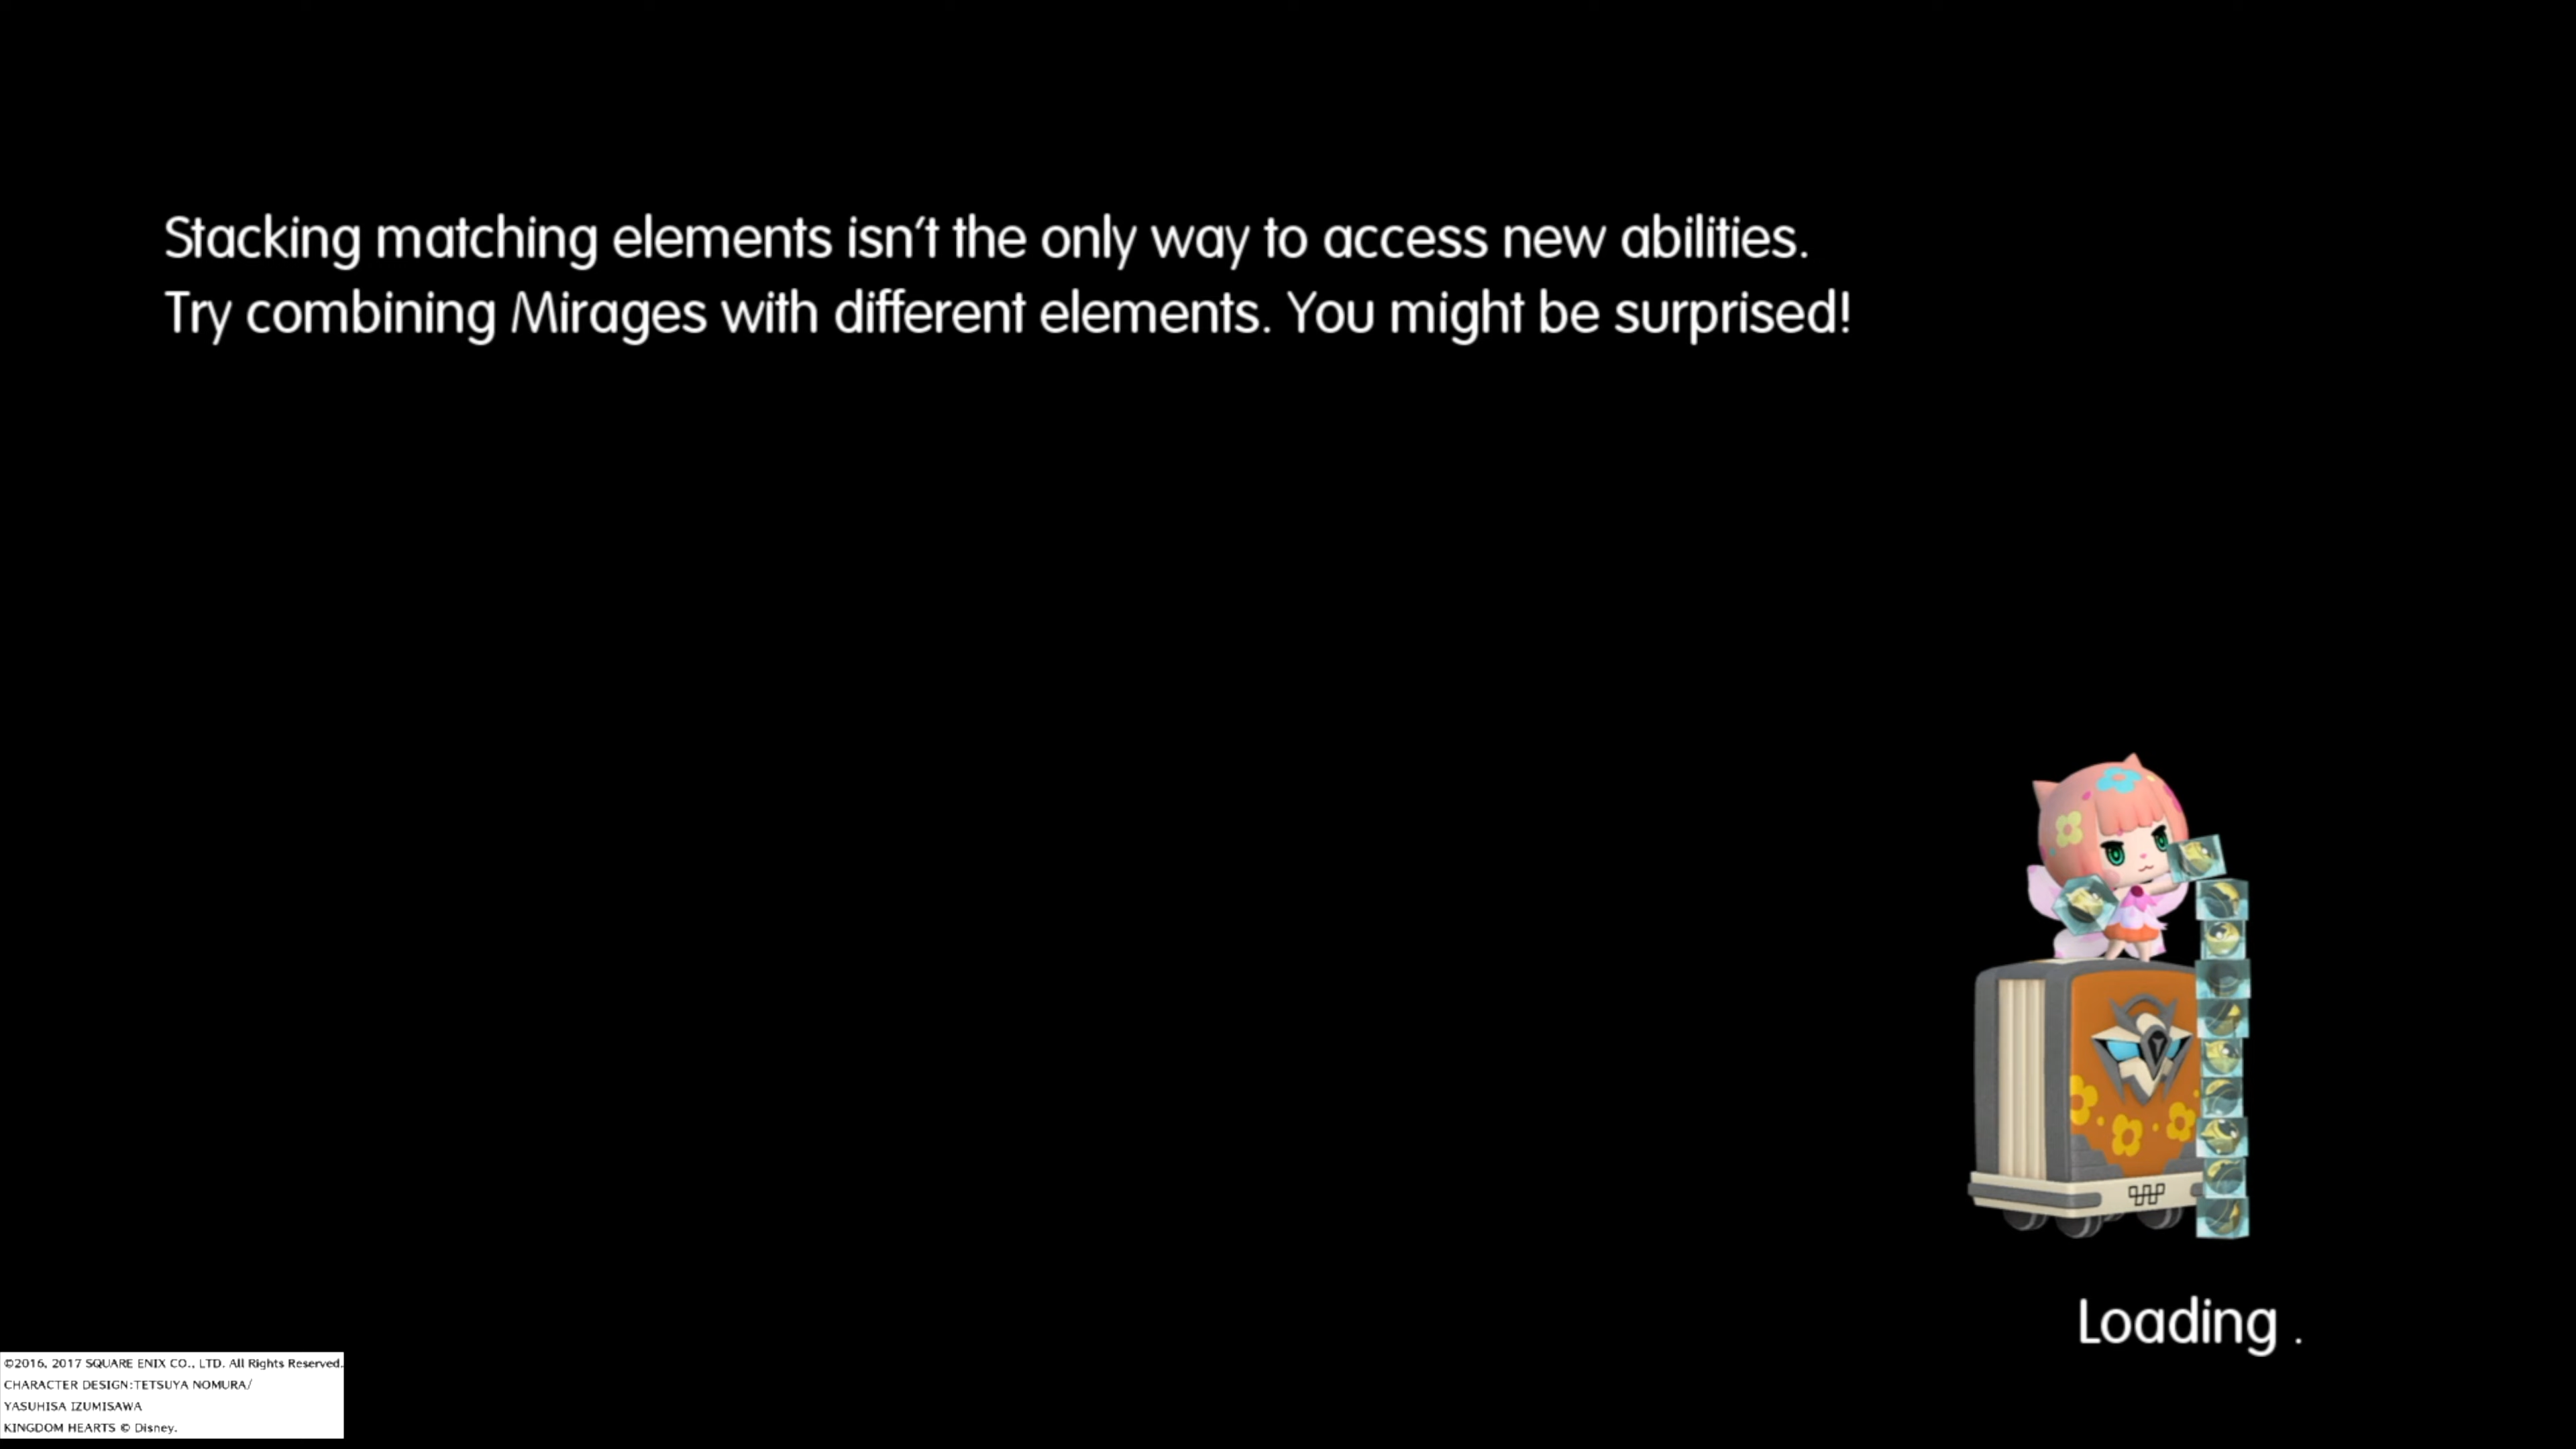 Stacking matching elements isn't the only way to access new abilities.
Try combining Mirages with different elements. You might be surprised!
Loading .
©2016, 2017 SQUARE ENIX CO., LTD. All Rights Reserved.
CHARACTER DESIGN:TETSUYA NOMURA/
YASUHISA IZUMISAWA
KINGDOM HEARTS © Disney.